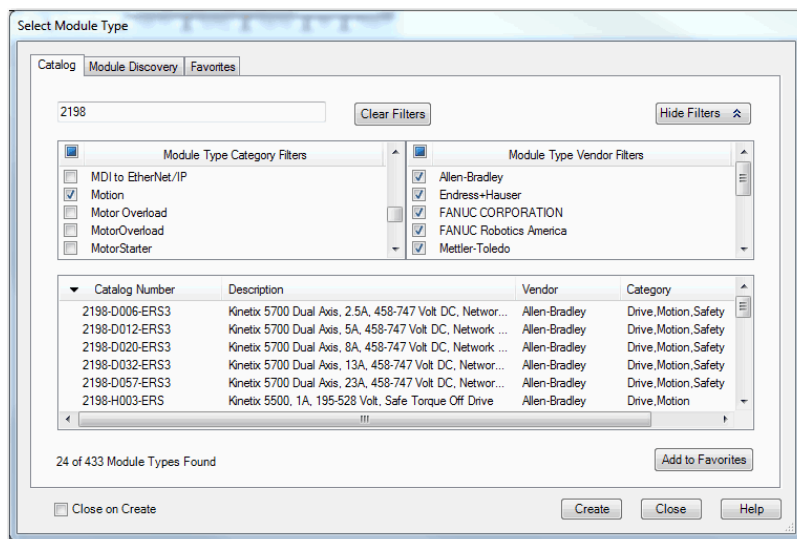 Select Module Type
Catalog Module Discovery Favorites
2198 Clear Filters Hide Filters
Module Type Category Filters Module Type Vendor Filters
MDI to EtherNet/IP Allen-Bradley
Motion Endress+Hauser
Motor Overload FANUC CORPORATION
MotorOverload FANUC Robotics America
MotorStarter Mettler-Toledo
Catalog Number Description Vendor Category
2198-D006-ERS3 Kinetix 5700 Dual Axis, 2.5A, 458-747 Volt DC, Networ... Allen-Bradley Drive,Motion,Safety
2198-D012-ERS3 Kinetix 5700 Dual Axis, 5A, 458-747 Volt DC, Network ... Allen-Bradley Drive,Motion,Safety
2198-D020-ERS3 Kinetix 5700 Dual Axis, 8A, 458-747 Volt DC, Network ... Allen-Bradley Drive,Motion,Safety
2198-D032-ERS3 Kinetix 5700 Dual Axis, 13A, 458-747 Volt DC, Networ... Allen-Bradley Drive,Motion,Safety
2198-D057-ERS3 Kinetix 5700 Dual Axis, 23A, 458-747 Volt DC, Networ... Allen-Bradley Drive,Motion,Safety
2198-H003-ERS Kinetix 5500, 1A, 195-528 Volt, Safe Torque Off Drive Allen-Bradley Drive,Motion
24 of 433 Module Types Found Add to Favorites
Close on Create Create Close Help